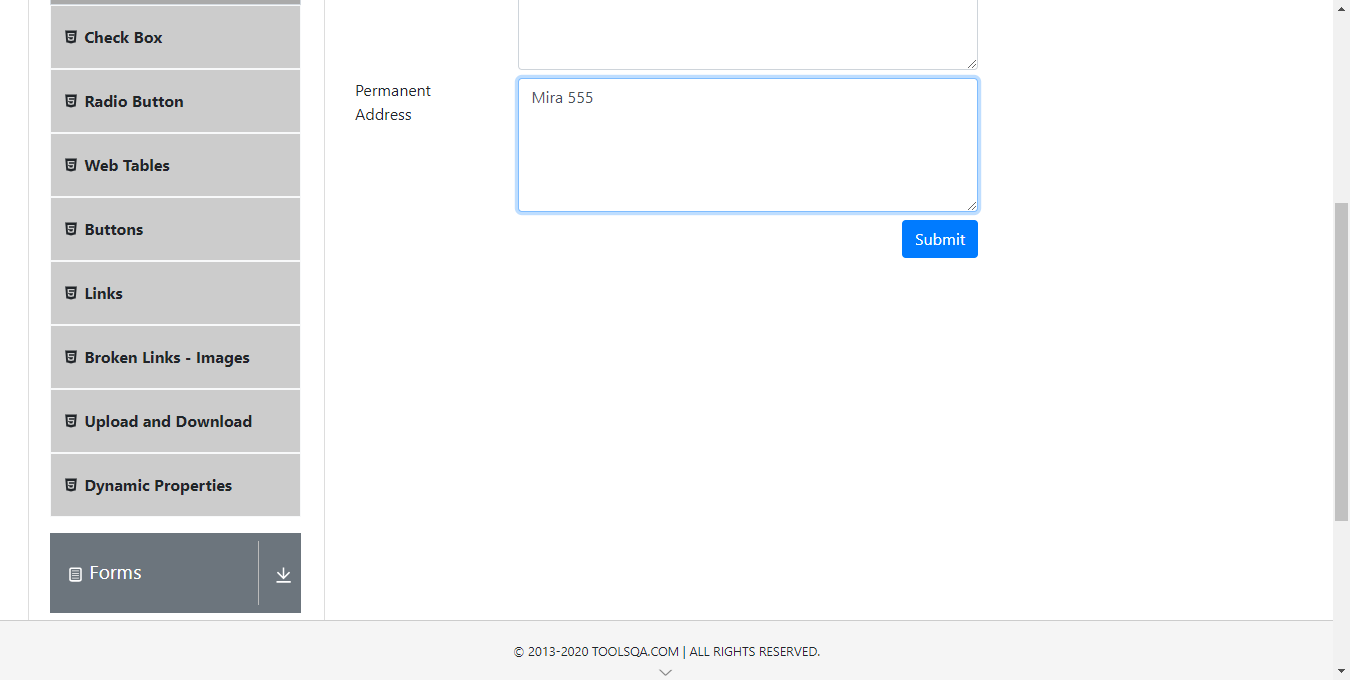 Check Box
Radio Button
Web Tables
Buttons
Links
Broken Links - Images
Upload and Download
Dynamic Properties
Forms
Permanent
Address
Mira 555
Submit
© 2013-2020 TOOLSQA.COM | ALL RIGHTS RESERVED.